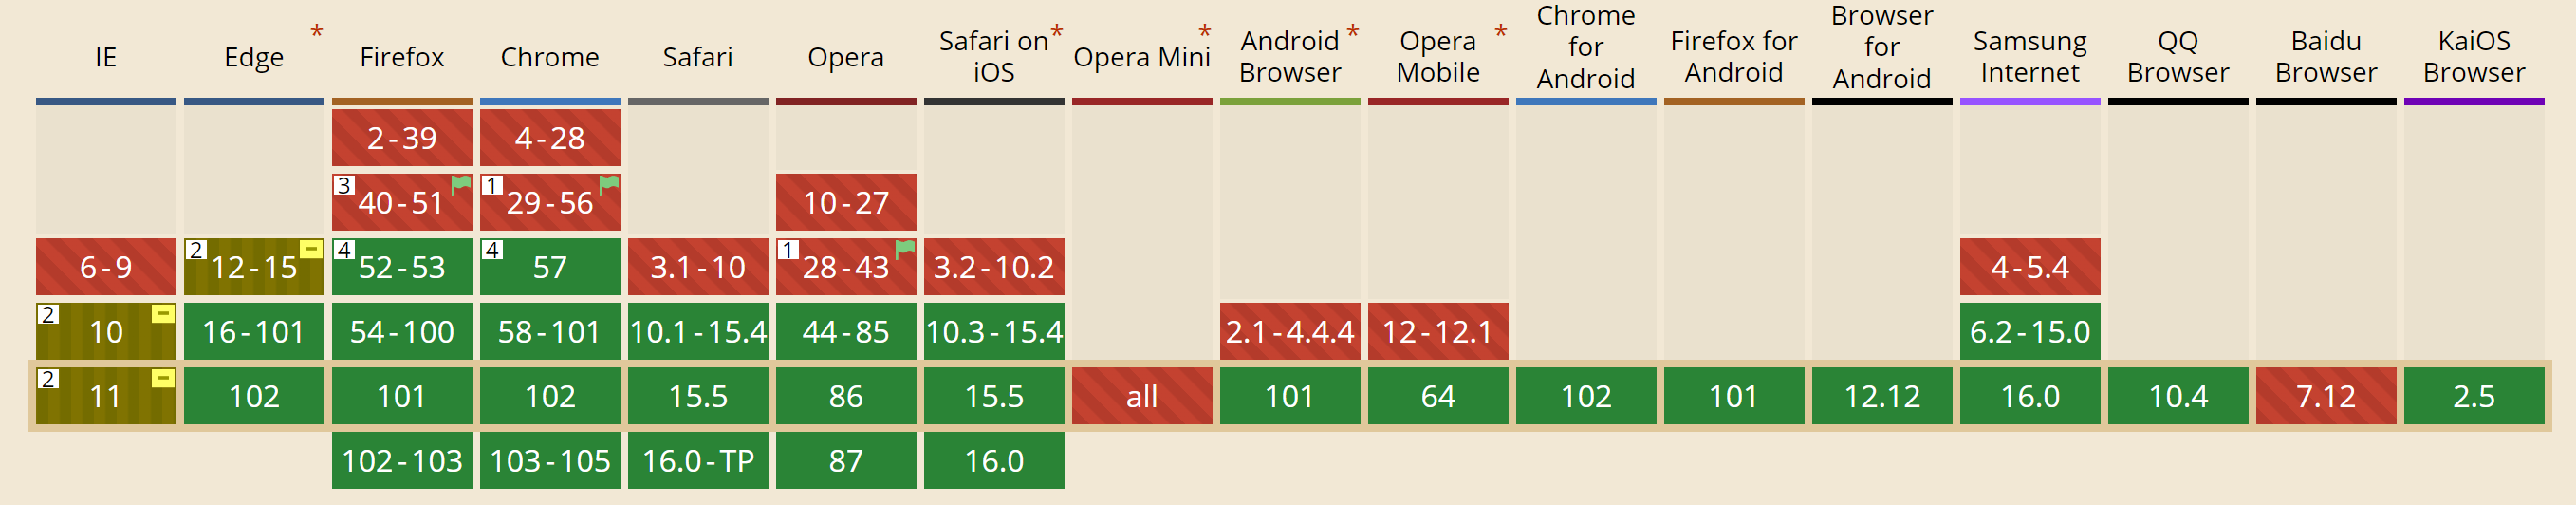 IE
Edge
*
Firefox
Chrome
Safari
Opera
Safari on*
iOS
Opera Mini
*
Android *
Browser
Opera *
Mobile
Chrome
for
Android
Firefox for
Android
Browser
for
Android
Samsung
Internet
QQ
Browser
Baidu
Browser
KaiOS
Browser
2-39
4-28
3
40-51
1
29-56
10-27
6-9
2
12-15
4
52-53
4
57
3.1-10
1
28-43
3.2-10.2
4-5.4
2
10
16-101
54-100
58-101
10.1-15.4
44-85
10.3-15.4
2.1-4.4.4
12-12.1
6.2-15.0
2
11
102
101
102
15.5
86
15.5
all
101
64
102
101
12.12
16.0
10.4
7.12
2.5
102-103
103-105
16.0-TP
87
16.0